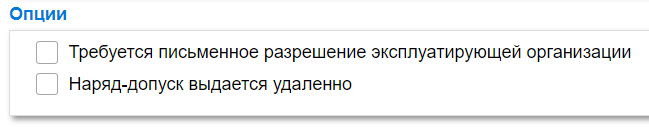 Опции
Требуется письменное разрешение эксплуатирующей организации
Наряд-допуск выдается удаленно